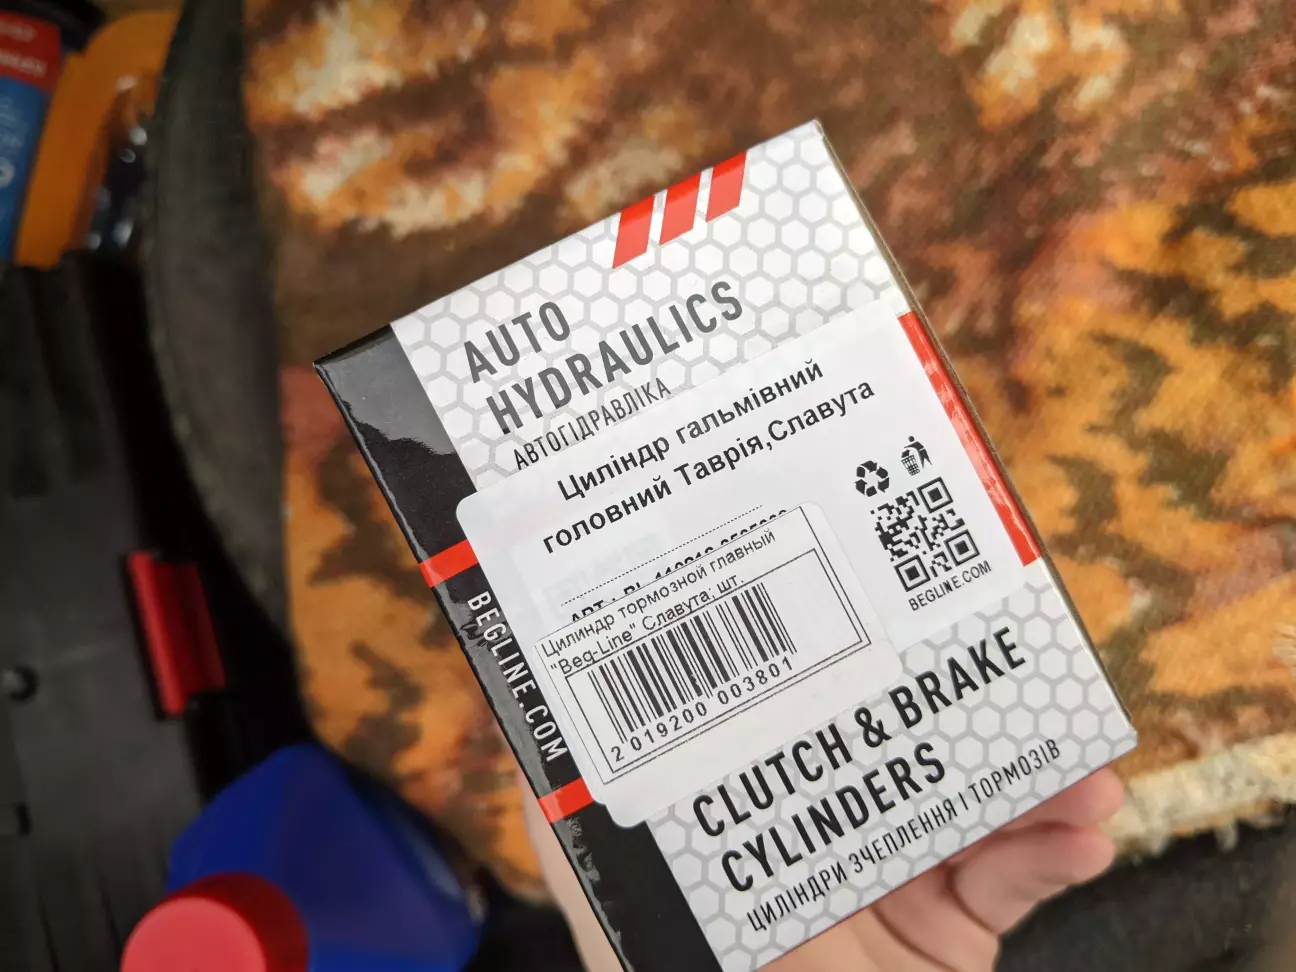 AUTO
HYDRAULICS
АВТОГІДРАВЛІКА
Циліндр гальмівний
головний Таврія,Славута
Цилиндр тормозной главный
"Beg-Line" Славута; шт.
2 019200 003801
BEGLINE.COM
BEGLINE.COM
CLUTCH & BRAKE
CYLINDERS
ЦИЛІНДРИ ЗЧЕПЛЕННЯ І ТОРМОЗІВ